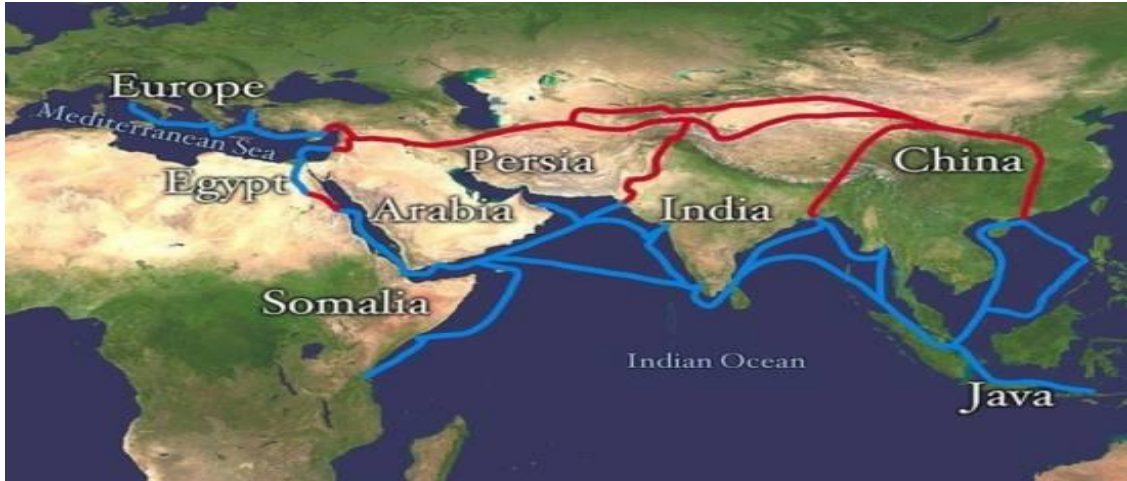 Europe
Mediterranean Sea
Egypt
Persia
China
Arabia
India
Somalia
Indian Ocean
Java